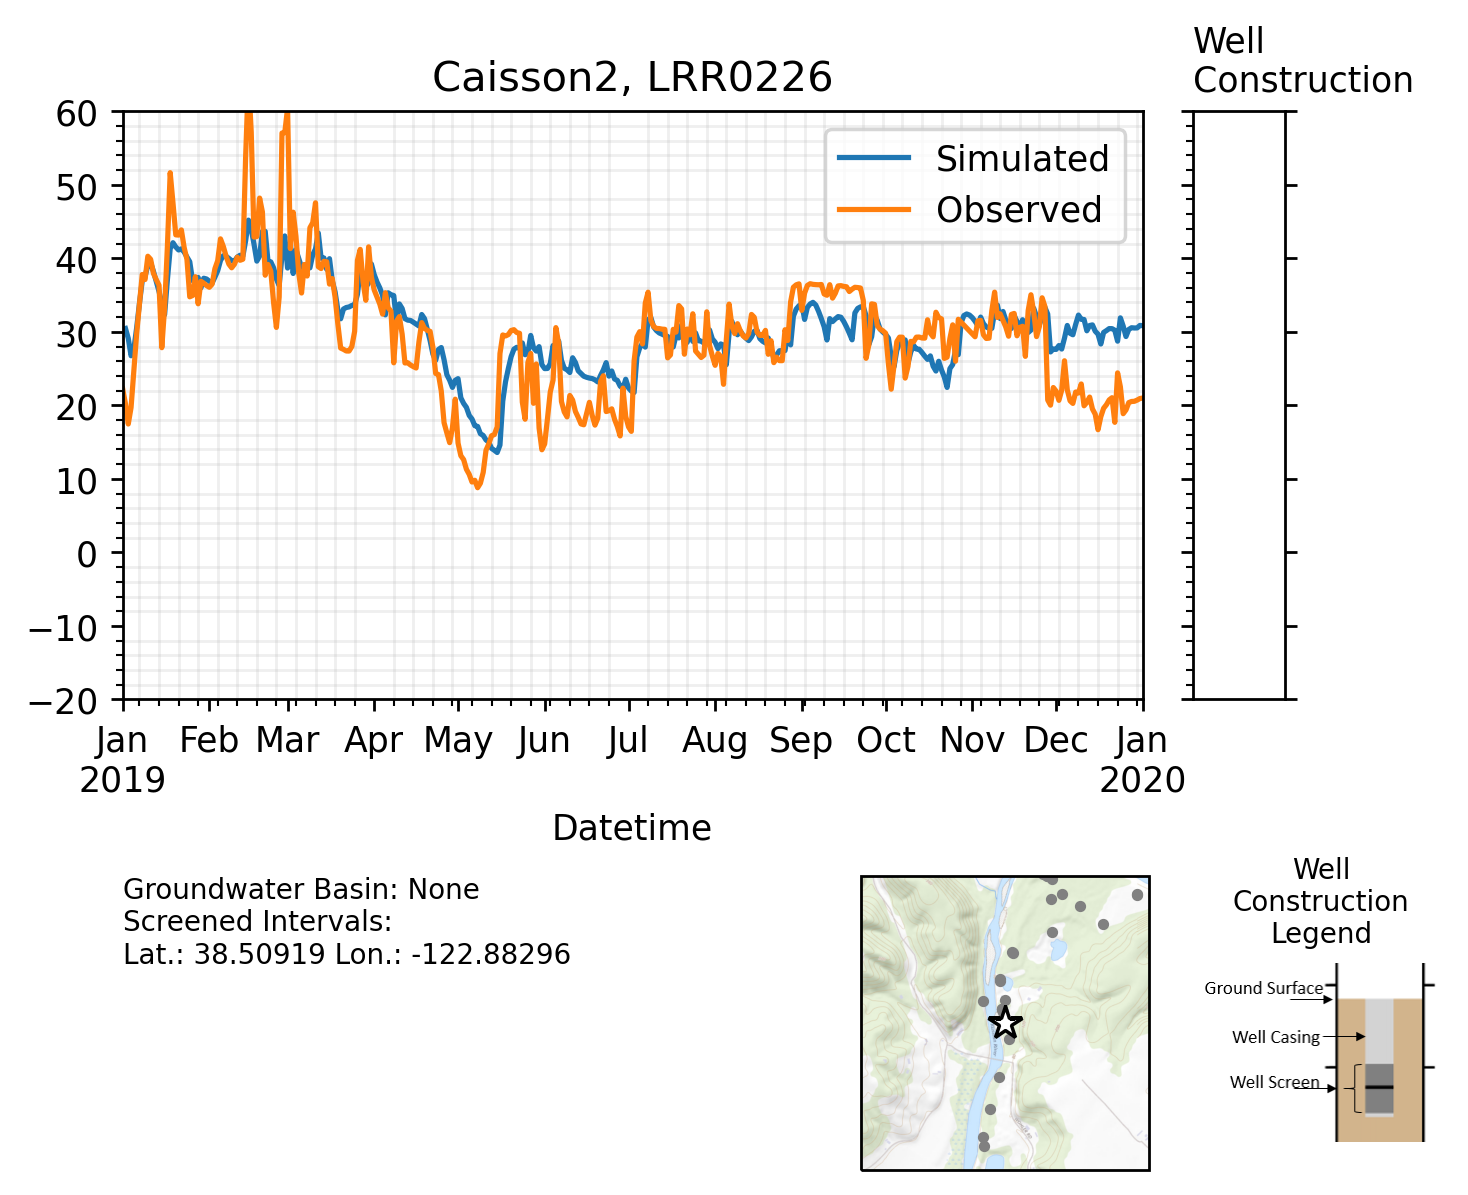 Well
Construction
Caisson2, LRR0226
60
50
40
30
20
10
0
−10
−20
Simulated
Observed
Jan
2019
Feb
Mar
Apr
May
Jun
Jul
Aug
Sep
Oct
Nov
Dec
Jan
2020
Datetime
Groundwater Basin: None
Screened Intervals:
Lat.: 38.50919 Lon.: -122.88296
Well
Construction
Legend
Ground Surface
Well Casing
Well Screen